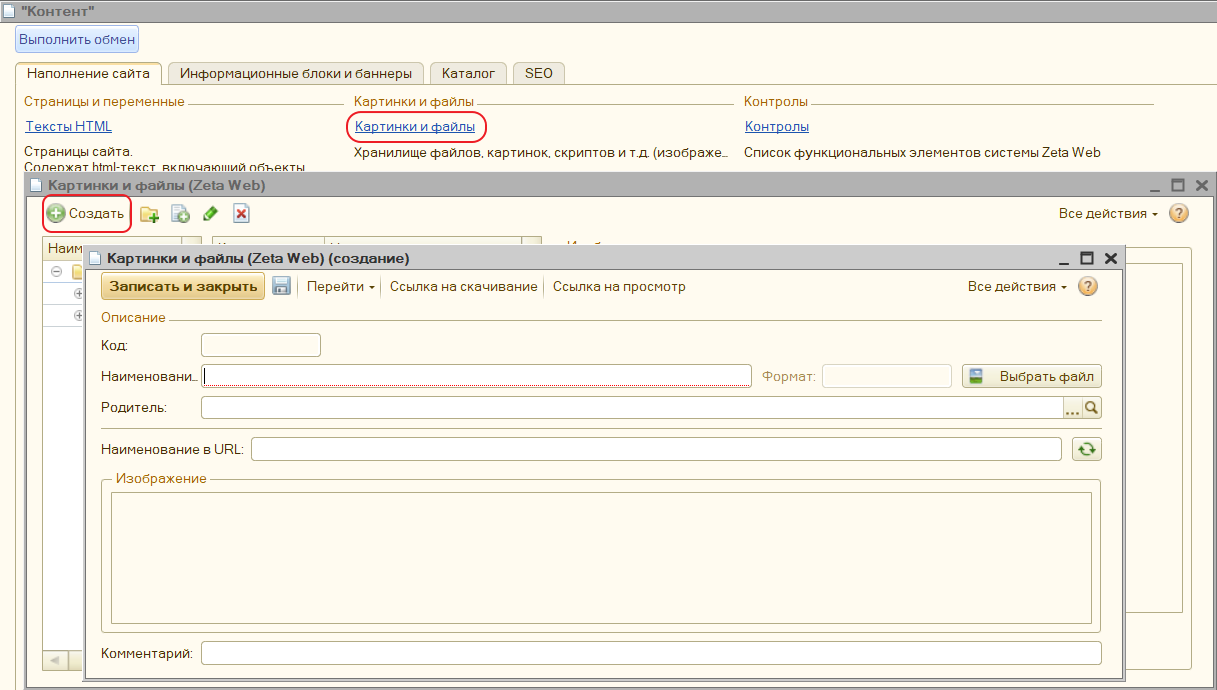 "Контент"
Выполнить обмен
Наполнение сайта Информационные блоки и баннеры Каталог SEO
Страницы и переменные Картинки и файлы Контролы
Тексты HTML Картинки и файлы Контролы
Страницы сайта. Хранилище файлов, картинок, скриптов и т.д. (изображе... Список функциональных элементов системы Zeta Web
Содержат html-текст, включающий объекты
Картинки и файлы (Zeta Web)
Создать Все действия
Наим
Картинки и файлы (Zeta Web) (создание)
Записать и закрыть Перейти Ссылка на скачивание Ссылка на просмотр Все действия
Описание
Код:
Наименовани... Формат: Выбрать файл
Родитель:
Наименование в URL:
Изображение
Комментарий: